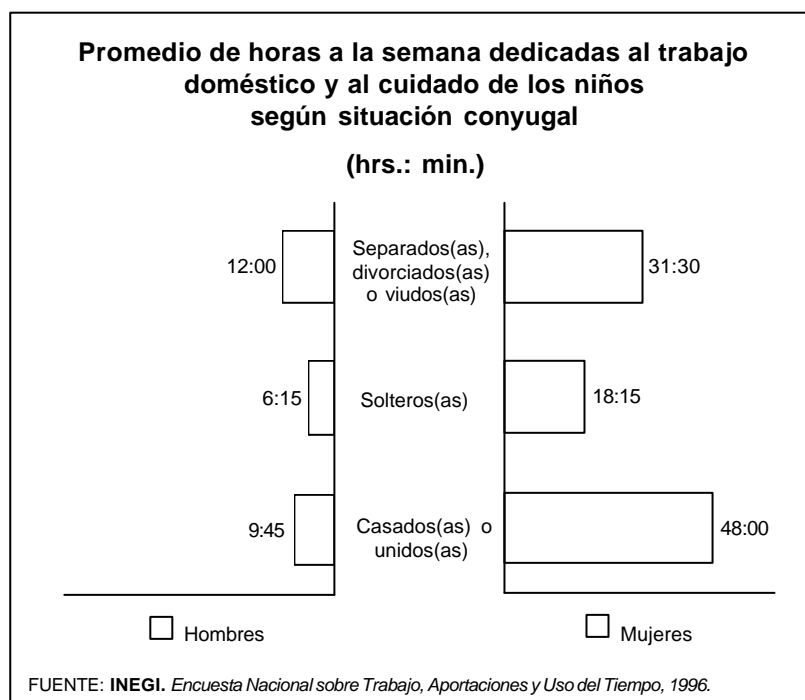 Promedio de horas a la semana dedicadas al trabajo
doméstico y al cuidado de los niños
según situación conyugal
(hrs.: min.)
12:00
Separados(as),
divorciados(as)
o viudos(as)
31:30
6:15
Solteros(as)
18:15
9:45
Casados(as) o
unidos(as)
48:00
Hombres
Mujeres
FUENTE: INEGI. Encuesta Nacional sobre Trabajo, Aportaciones y Uso del Tiempo, 1996.